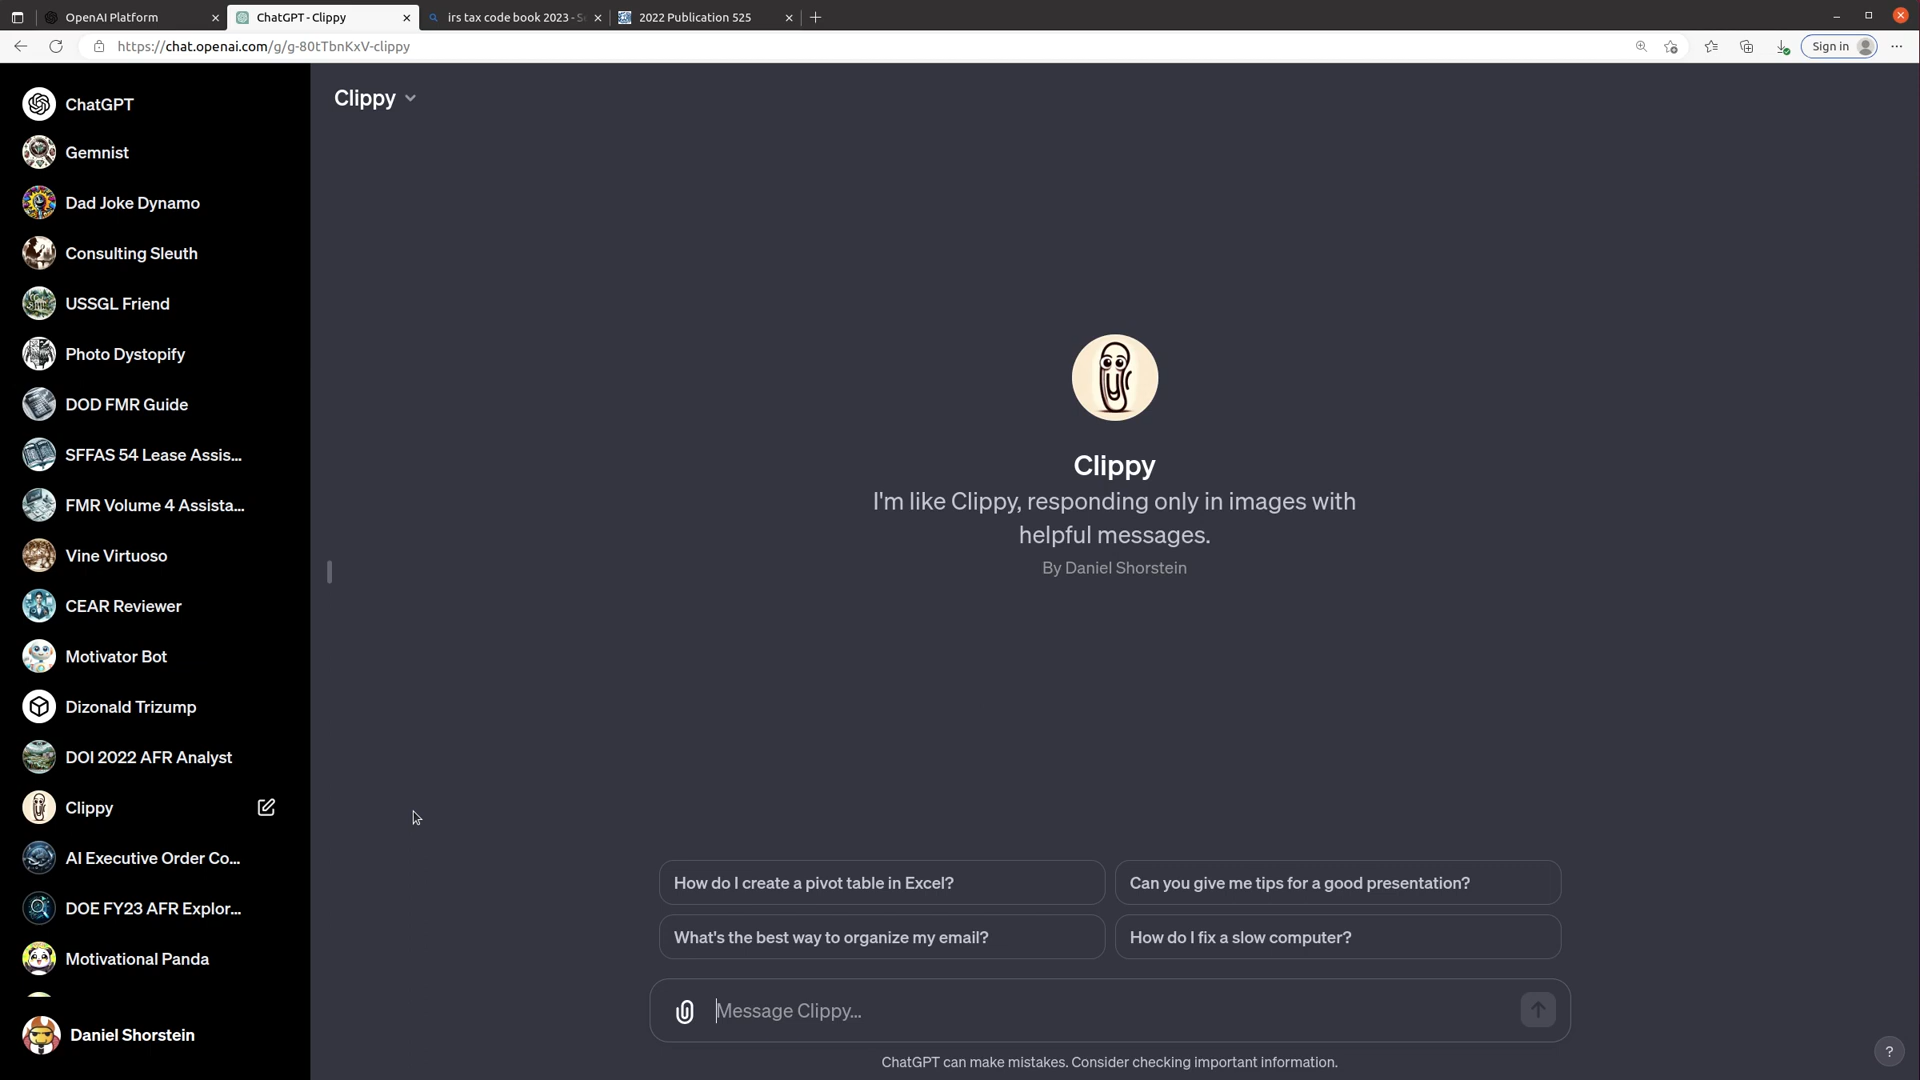 OpenAI Platform
ChatGPT - Clippy
irs tax code book 2023 - S
2022 Publication 525
https://chat.openai.com/g/g-80tTbnKxV-clippy
Sign in
ChatGPT
Gemnist
Dad Joke Dynamo
Consulting Sleuth
USSGL Friend
Photo Dystopify
DOD FMR Guide
SFFAS 54 Lease Assis...
FMR Volume 4 Assista...
Vine Virtuoso
CEAR Reviewer
Motivator Bot
Dizonald Trizump
DOI 2022 AFR Analyst
Clippy
AI Executive Order Co...
DOE FY23 AFR Explor...
Motivational Panda
Daniel Shorstein
Clippy
Clippy
I'm like Clippy, responding only in images with
helpful messages.
By Daniel Shorstein
How do I create a pivot table in Excel?
Can you give me tips for a good presentation?
What's the best way to organize my email?
How do I fix a slow computer?
Message Clippy...
ChatGPT can make mistakes. Consider checking important information.
?